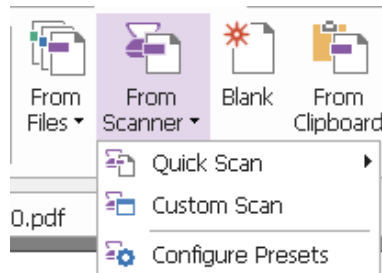 From Files
From Scanner
Blank
From Clipboard
Quick Scan
Custom Scan
0.pdf
Configure Presets